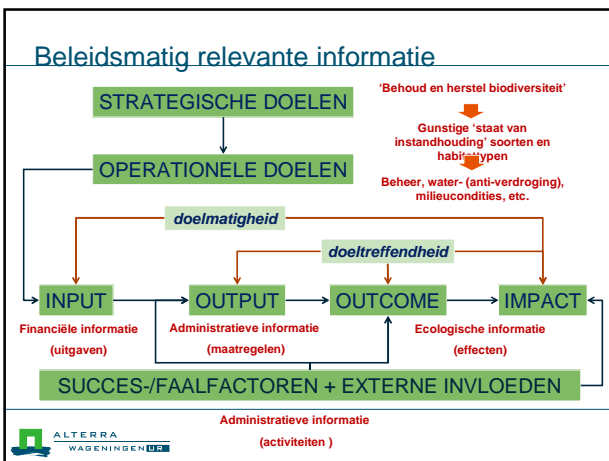 Beleidsmatig relevante informatie
STRATEGISCHE DOELEN
'Behoud en herstel biodiversiteit'
Gunstige 'staat van
instandhouding' soorten en
habitattypen
OPERATIONELE DOELEN
Beheer, water- (anti-verdroging),
milieucondities, etc.
doelmatigheid
doeltreffendheid
INPUT
OUTPUT
OUTCOME
IMPACT
Financiële informatie
(uitgaven)
Administratieve informatie
(maatregelen)
Ecologische informatie
(effecten)
SUCCES-/FAALFACTOREN + EXTERNE INVLOEDEN
Administratieve informatie
(activiteiten )
ALTERRA
WAGENINGEN UR